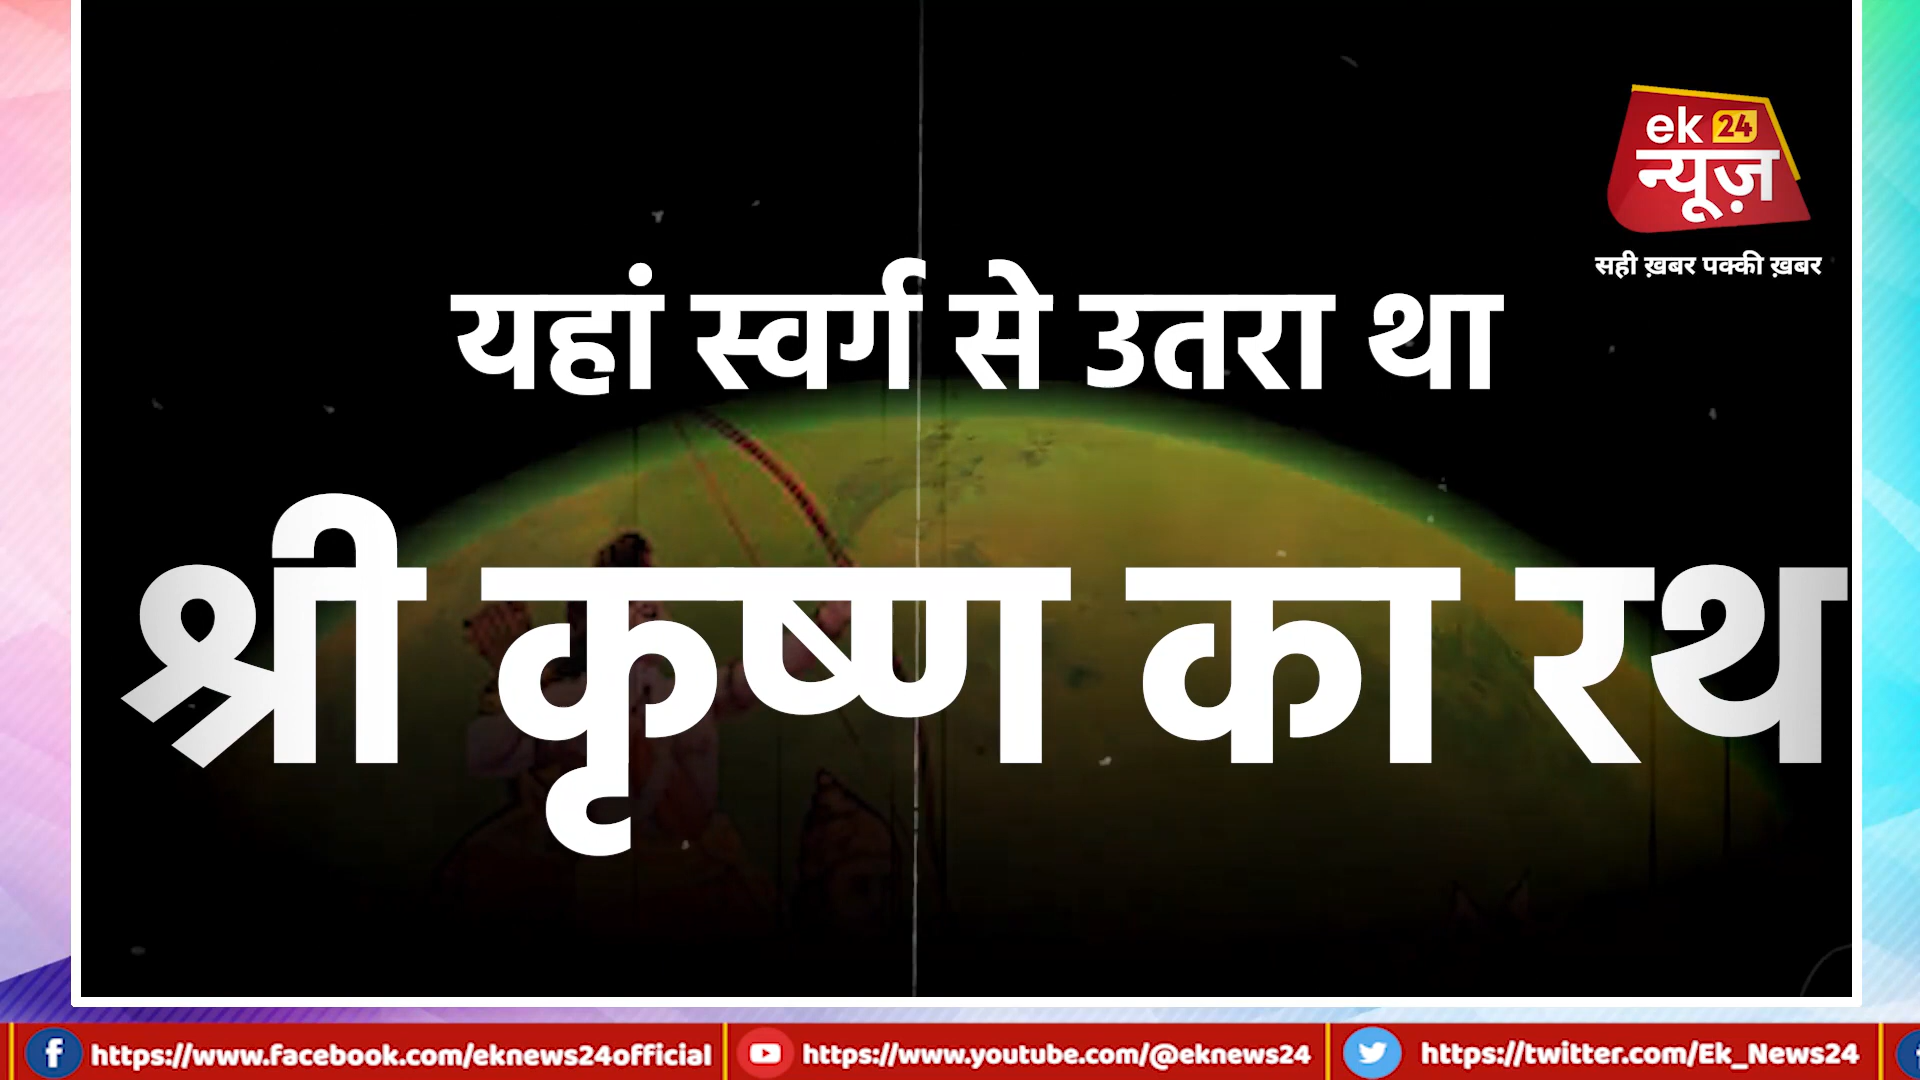 ek 24
न्यूज़
सही ख़बर पक्की ख़बर
यहां स्वर्ग से उतरा था
श्री कृष्ण का रथ
https://www.facebook.com/eknews24official
https://www.youtube.com/@eknews24
https://twitter.com/Ek_News24